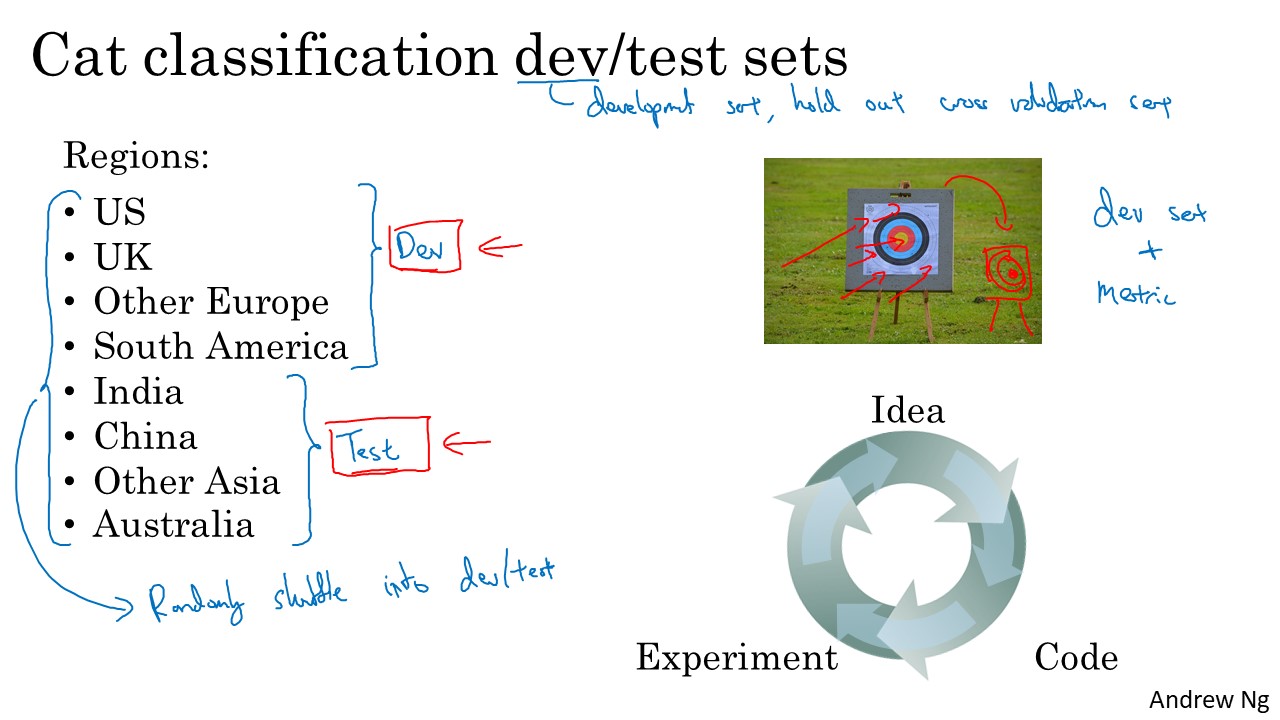 Cat classification dev/test sets
development set, hold out cross validation set
Regions:
• US
• UK
• Other Europe
• South America
• India
• China
• Other Asia
• Australia
Dev
Test
Randomly shuffle into dev/test
dev set
+
metric
Idea
Code
Experiment
Andrew Ng